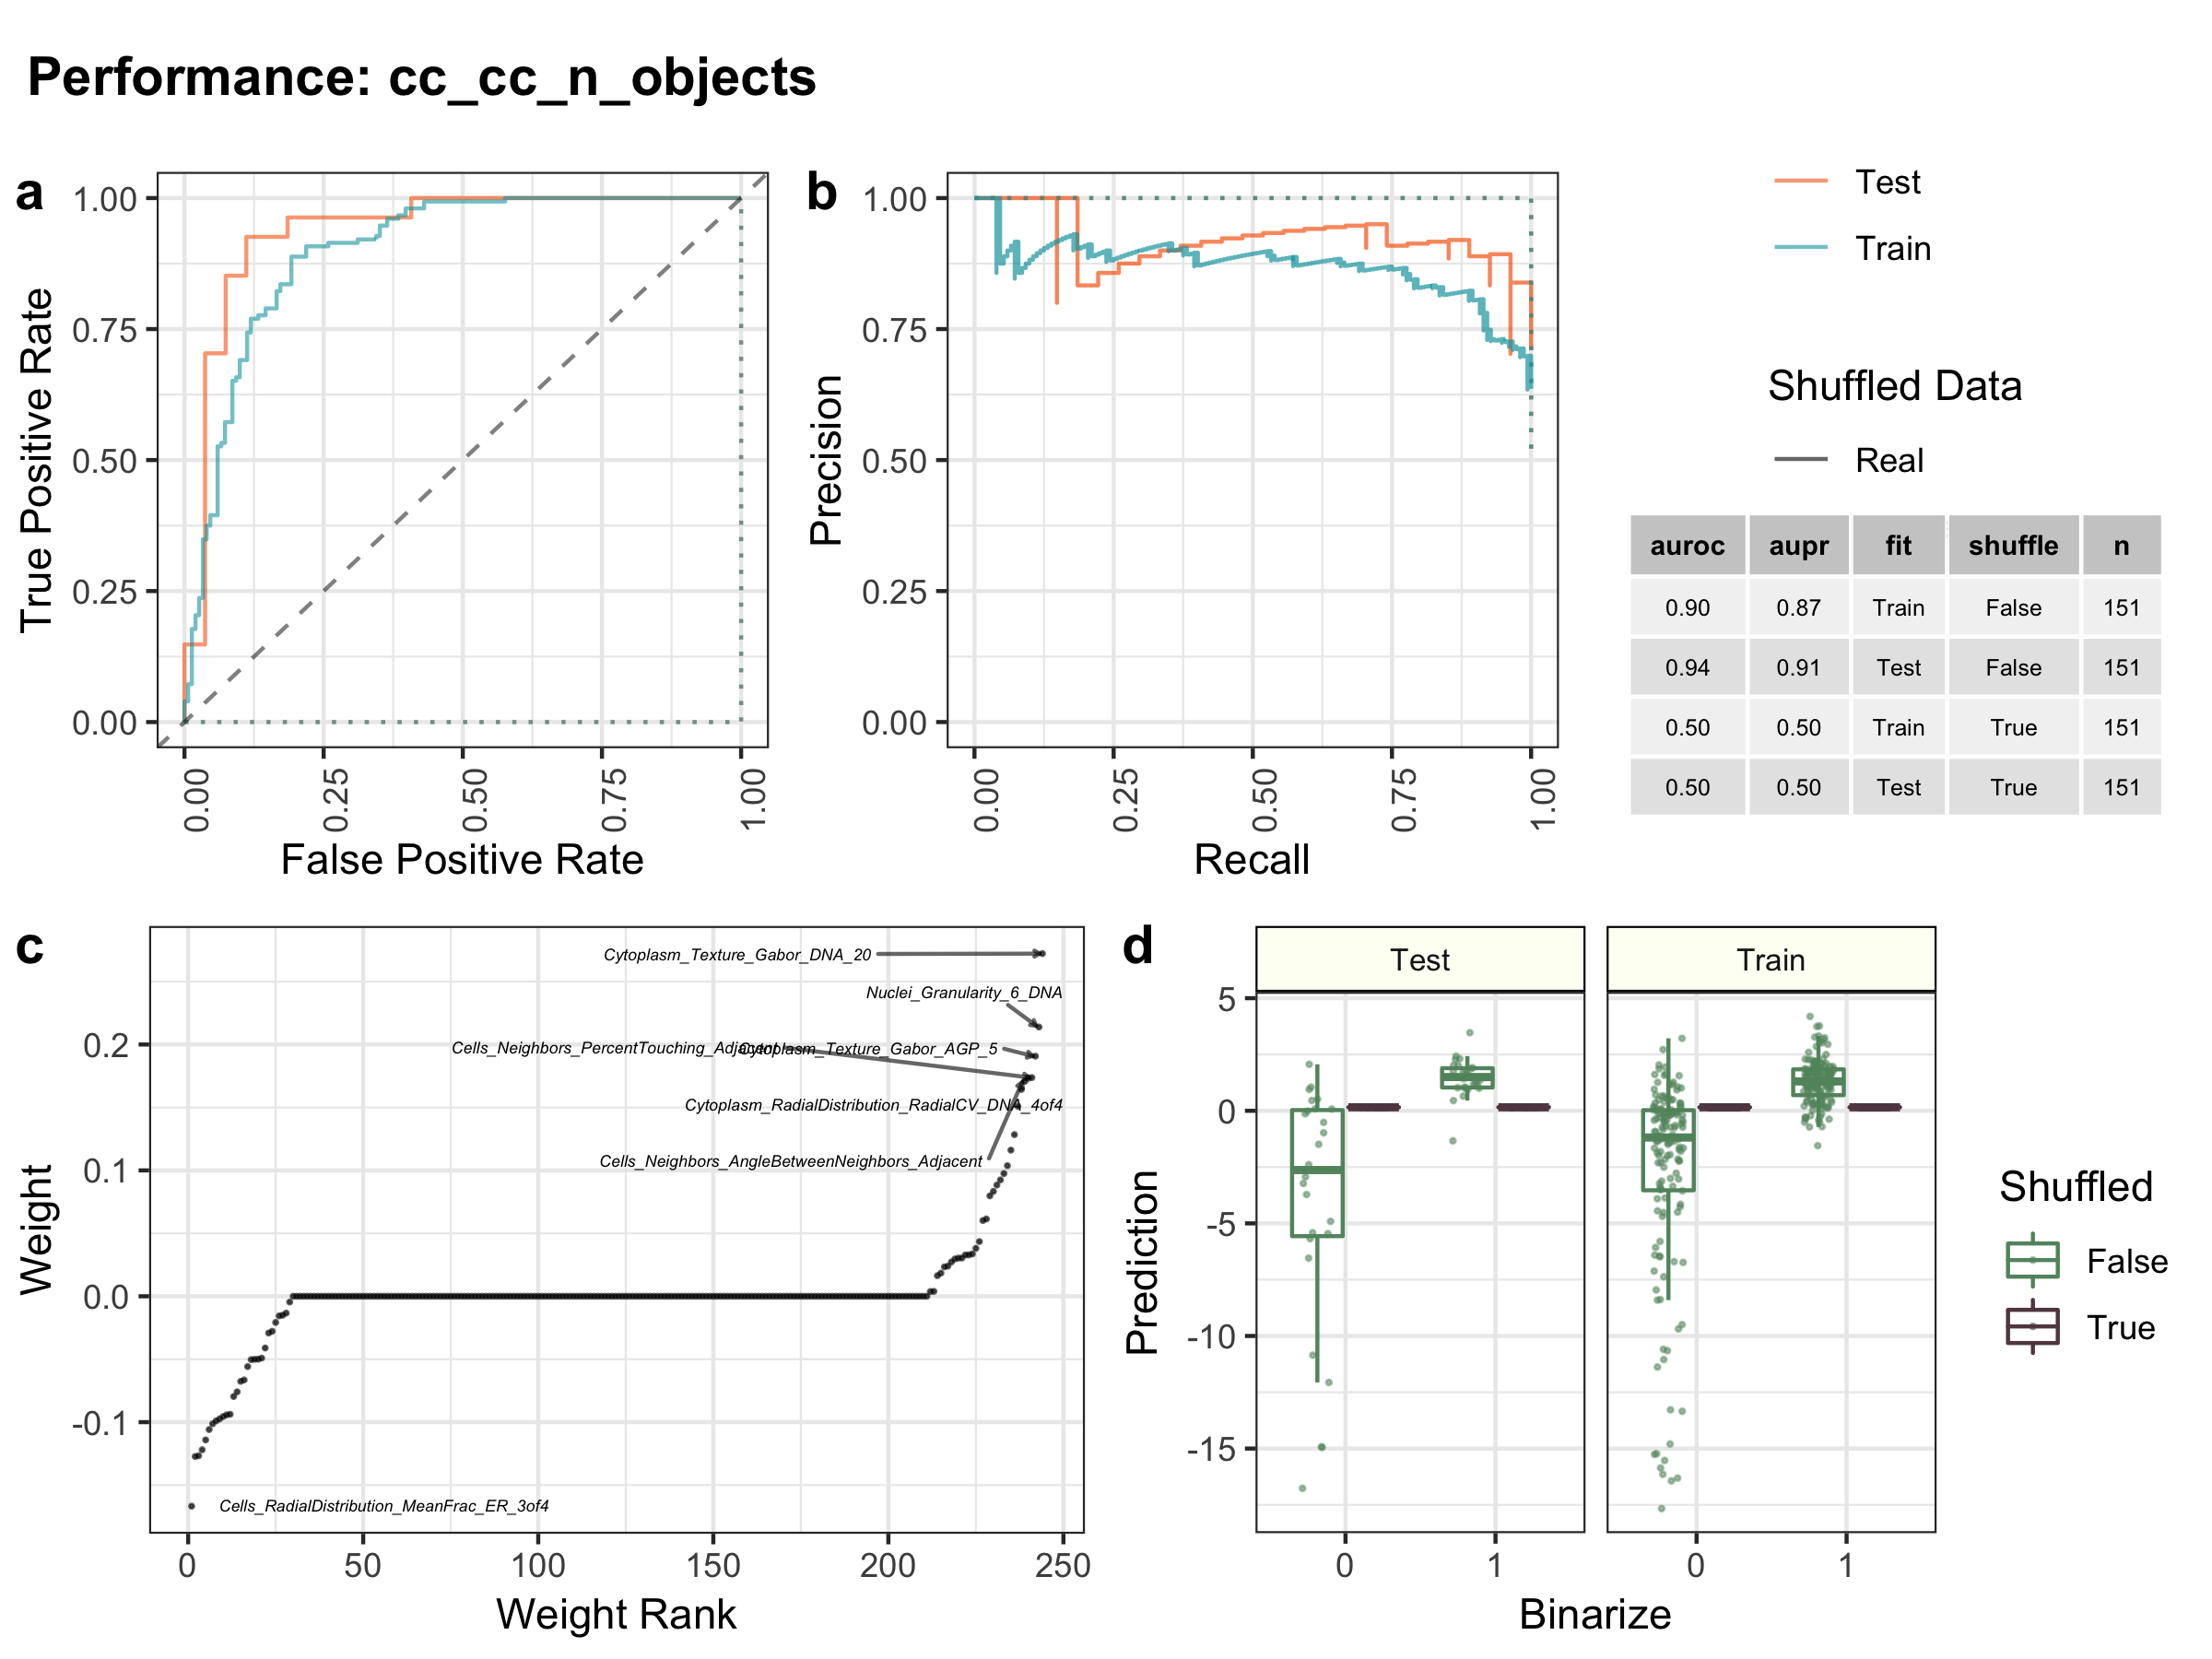 Performance: cc_cc_n_objects
a
1.00
0.75
0.50
0.25
0.00
True Positive Rate
0.00
0.25
0.50
0.75
1.00
False Positive Rate
b
1.00
0.75
0.50
0.25
0.00
Precision
0.00
0.25
0.50
0.75
1.00
Recall
Test
Train
Shuffled Data
Real
auroc aupr fit shuffle n
0.90 0.87 Train False 151
0.94 0.91 Test False 151
0.50 0.50 Train True 151
0.50 0.50 Test True 151
c
0.2
0.1
0.0
-0.1
Weight
Cytoplasm_Texture_Gabor_DNA_20
Nuclei_Granularity_6_DNA
Cells_Neighbors_PercentTouching_Adjacent
Cytoplasm_Texture_Gabor_AGP_5
Cytoplasm_RadialDistribution_RadialCV_DNA_4of4
Cells_Neighbors_AngleBetweenNeighbors_Adjacent
Cells_RadialDistribution_MeanFrac_ER_3of4
0
50
100
150
200
250
Weight Rank
d
Test
Train
5
0
-5
-10
-15
Prediction
0
1
0
1
Binarize
Shuffled
False
True